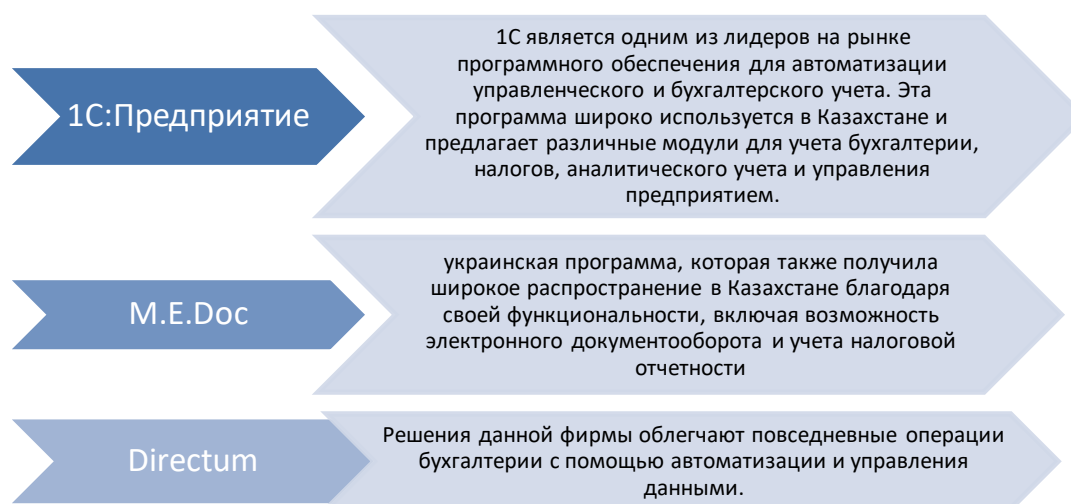 1С:Предприятие
1С является одним из лидеров на рынке
программного обеспечения для автоматизации
управленческого и бухгалтерского учета. Эта
программа широко используется в Казахстане и
предлагает различные модули для учета бухгалтерии,
налогов, аналитического учета и управления
предприятием.
M.E.Doc
украинская программа, которая также получила
широкое распространение в Казахстане благодаря
своей функциональности, включая возможность
электронного документооборота и учета налоговой
отчетности
Directum
Решения данной фирмы облегчают повседневные операции
бухгалтерии с помощью автоматизации и управления
данными.